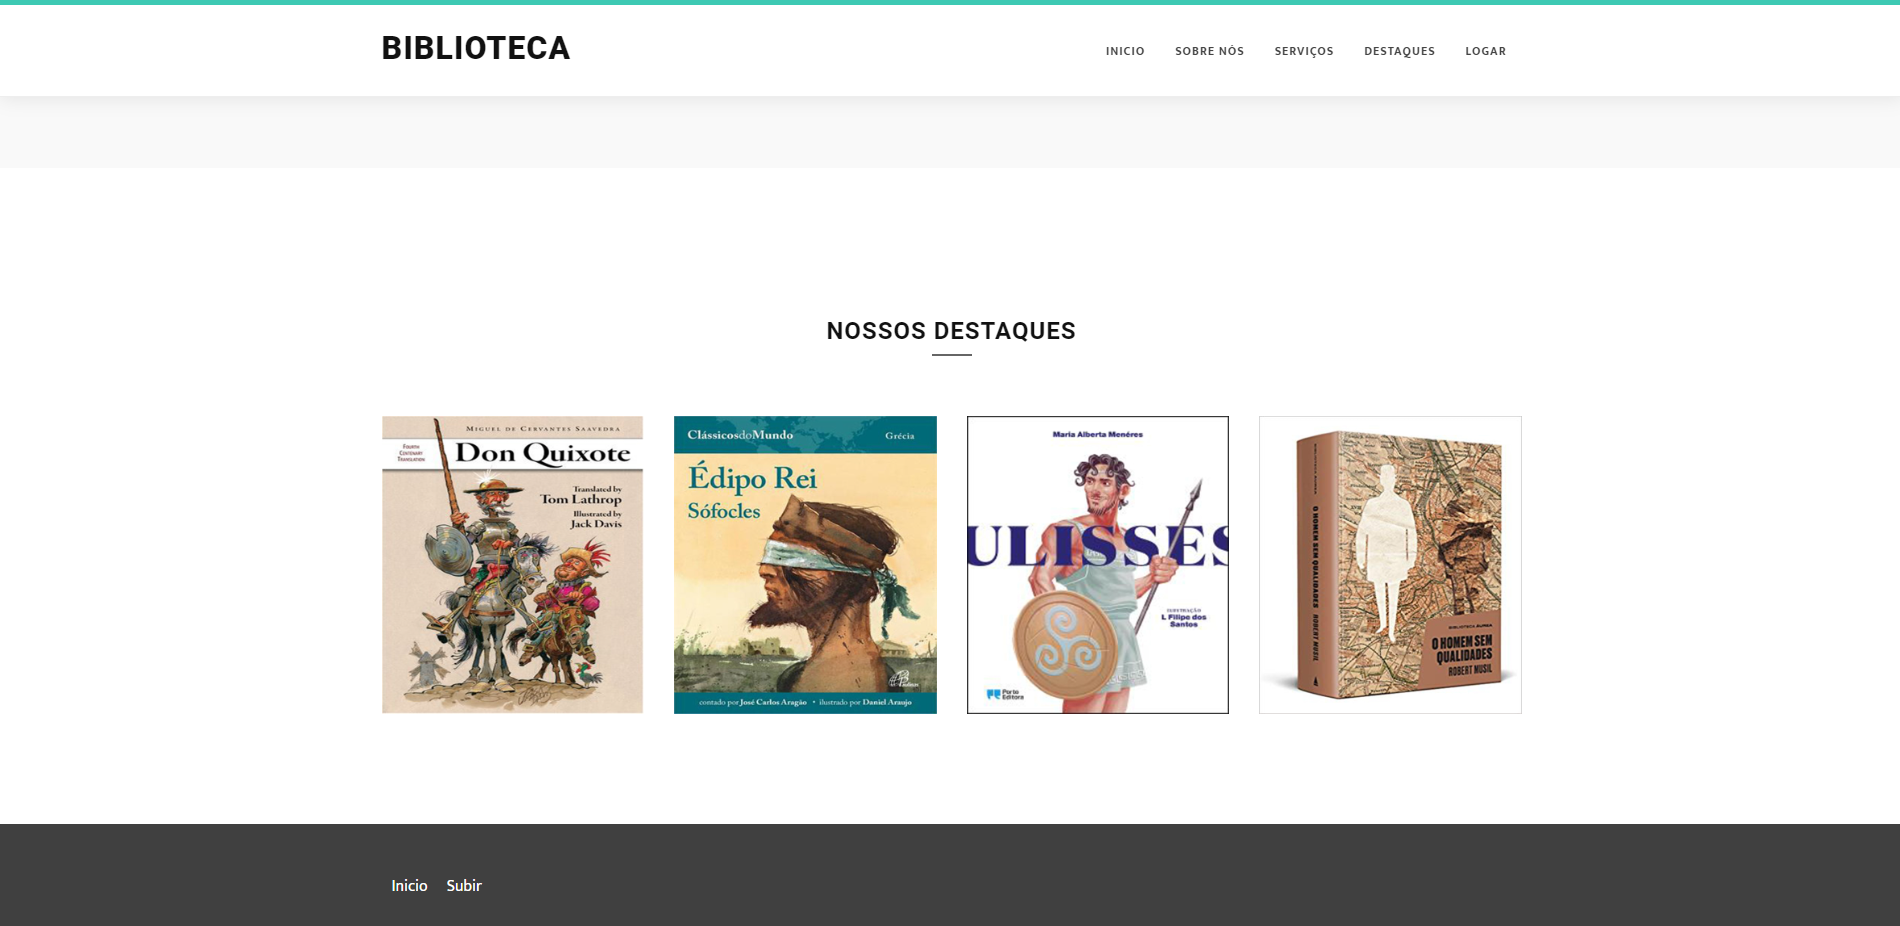 BIBLIOTECA
INICIO SOBRE NÓS SERVIÇOS DESTAQUES LOGAR
NOSSOS DESTAQUES
MIGUEL DE CERVANTES SAAVEDRA
FOURTH
CENTENARY
TRANSLATION
Don Quixote
Translated by
Tom Lathrop
Illustrated by
Jack Davis
ClássicosdoMundo Grécia
Édipo Rei
Sófocles
contado por José Carlos Aragão • ilustrado por Daniel Araujo
Maria Alberta Menéres
ULISSES
ILUSTRAÇÃO
L Filipe dos
Santos
Porto
Editora
O HOMEM SEM QUALIDADES ROBERT MUSIL
BIBLIOTECA ÁUREA
O HOMEM SEM
QUALIDADES
ROBERT MUSIL
Inicio Subir